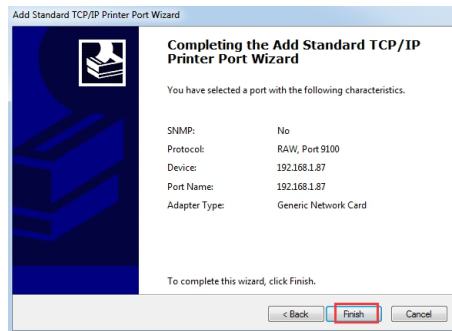 Add Standard TCP/IP Printer Port Wizard
Completing the Add Standard TCP/IP
Printer Port Wizard
You have selected a port with the following characteristics.
SNMP: No
Protocol: RAW, Port 9100
Device: 192.168.1.87
Port Name: 192.168.1.87
Adapter Type: Generic Network Card
To complete this wizard, click Finish.
< Back Finish Cancel